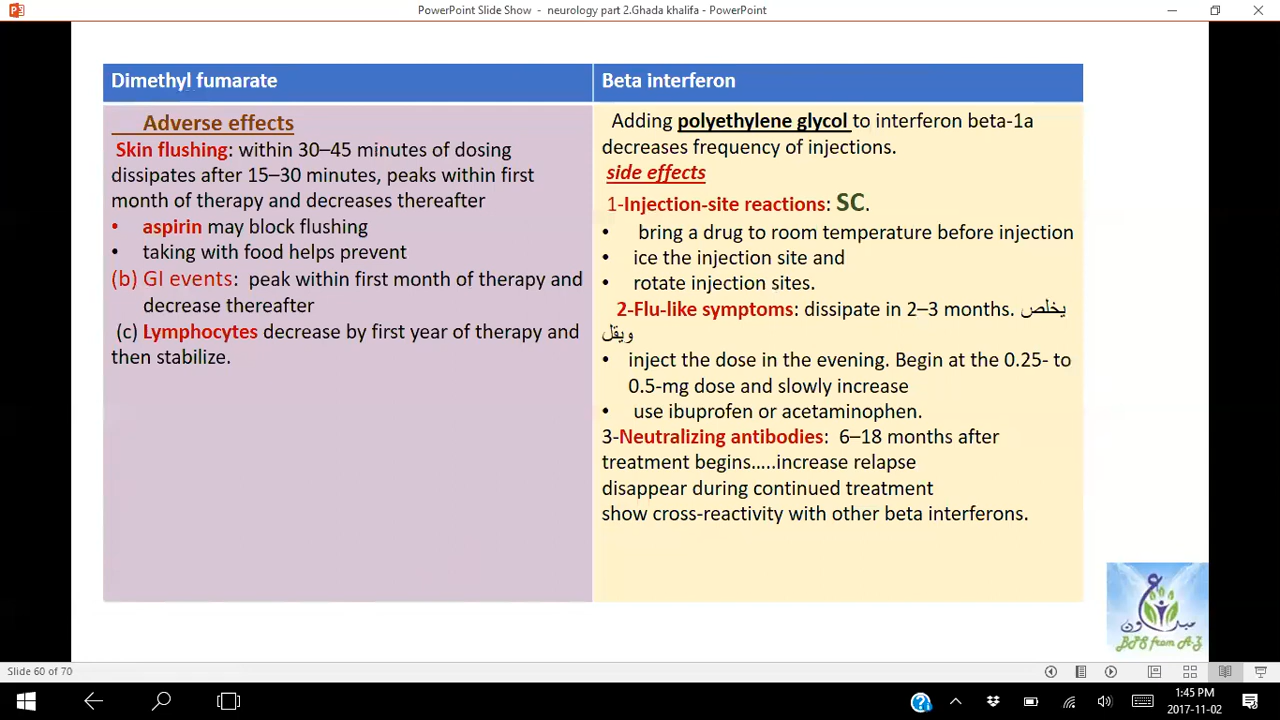 PowerPoint Slide Show - neurology part 2.Ghada khalifa - PowerPoint
Dimethyl fumarate
Adverse effects
Skin flushing: within 30–45 minutes of dosing
dissipates after 15–30 minutes, peaks within first
month of therapy and decreases thereafter
• aspirin may block flushing
• taking with food helps prevent
(b) GI events: peak within first month of therapy and
decrease thereafter
(c) Lymphocytes decrease by first year of therapy and
then stabilize.
Beta interferon
Adding polyethylene glycol to interferon beta-1a
decreases frequency of injections.
side effects
1-Injection-site reactions: SC.
• bring a drug to room temperature before injection
• ice the injection site and
• rotate injection sites.
2-Flu-like symptoms: dissipate in 2–3 months. يخلص
ويقل
• inject the dose in the evening. Begin at the 0.25- to
0.5-mg dose and slowly increase
• use ibuprofen or acetaminophen.
3-Neutralizing antibodies: 6–18 months after
treatment begins.....increase relapse
disappear during continued treatment
show cross-reactivity with other beta interferons.
مبدعون
BPS from A-Z
Slide 60 of 70
1:45 PM
2017-11-02